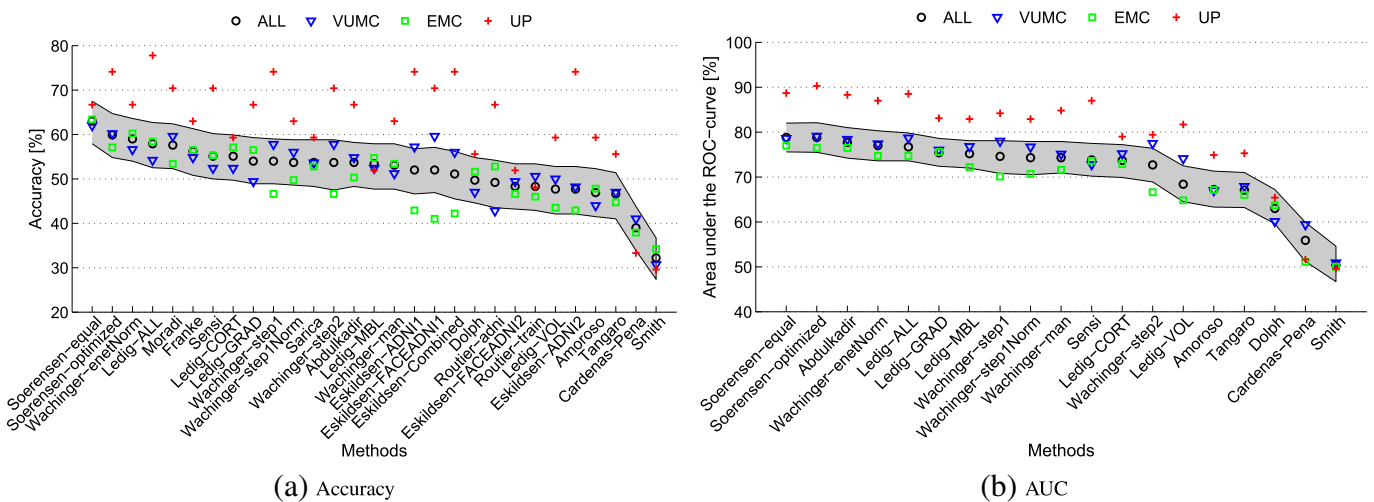 ALL VUMC EMC UP
80
70
60
50
40
30
20
Accuracy [%]
Soerensen-equal
Soerensen-optimized
Wachinger-enetNorm
Ledig-ALL
Moradi
Franke
Sensi
Ledig-CORT
Ledig-GRAD
Wachinger-step1
Wachinger-step1Norm
Sarica
Wachinger-step2
Abdulkadir
Ledig-MBL
Wachinger-man
Eskildsen-ADNI1
Eskildsen-FACEADNI1
Eskildsen-Combined
Dolph
Routier-adni
Eskildsen-FACEADNI2
Routier-train
Ledig-VOL
Eskildsen-ADNI2
Amoroso
Tangaro
Cardenas-Pena
Smith
Methods
(a) Accuracy
ALL VUMC EMC UP
100
90
80
70
60
50
40
Area under the ROC-curve [%]
Soerensen-equal
Soerensen-optimized
Abdulkadir
Wachinger-enetNorm
Ledig-ALL
Ledig-GRAD
Ledig-MBL
Wachinger-step1
Wachinger-step1Norm
Wachinger-man
Sensi
Ledig-CORT
Wachinger-step2
Ledig-VOL
Amoroso
Tangaro
Dolph
Cardenas-Pena
Smith
Methods
(b) AUC